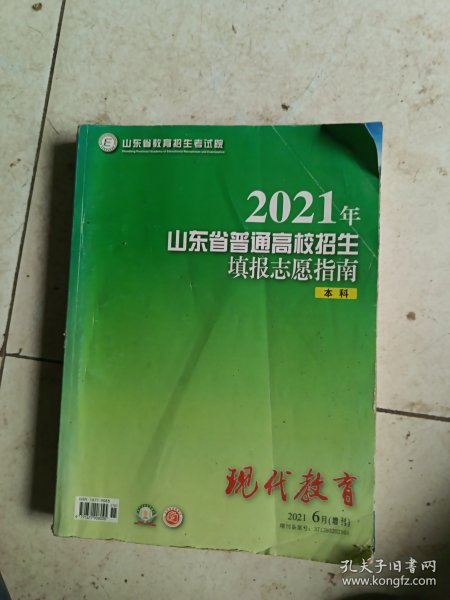 山东省教育招生考试院
2021年
山东省普通高校招生
填报志愿指南
本科
现代教育
2021 6月(增刊)
孔夫子旧书网
www.kongfz.com